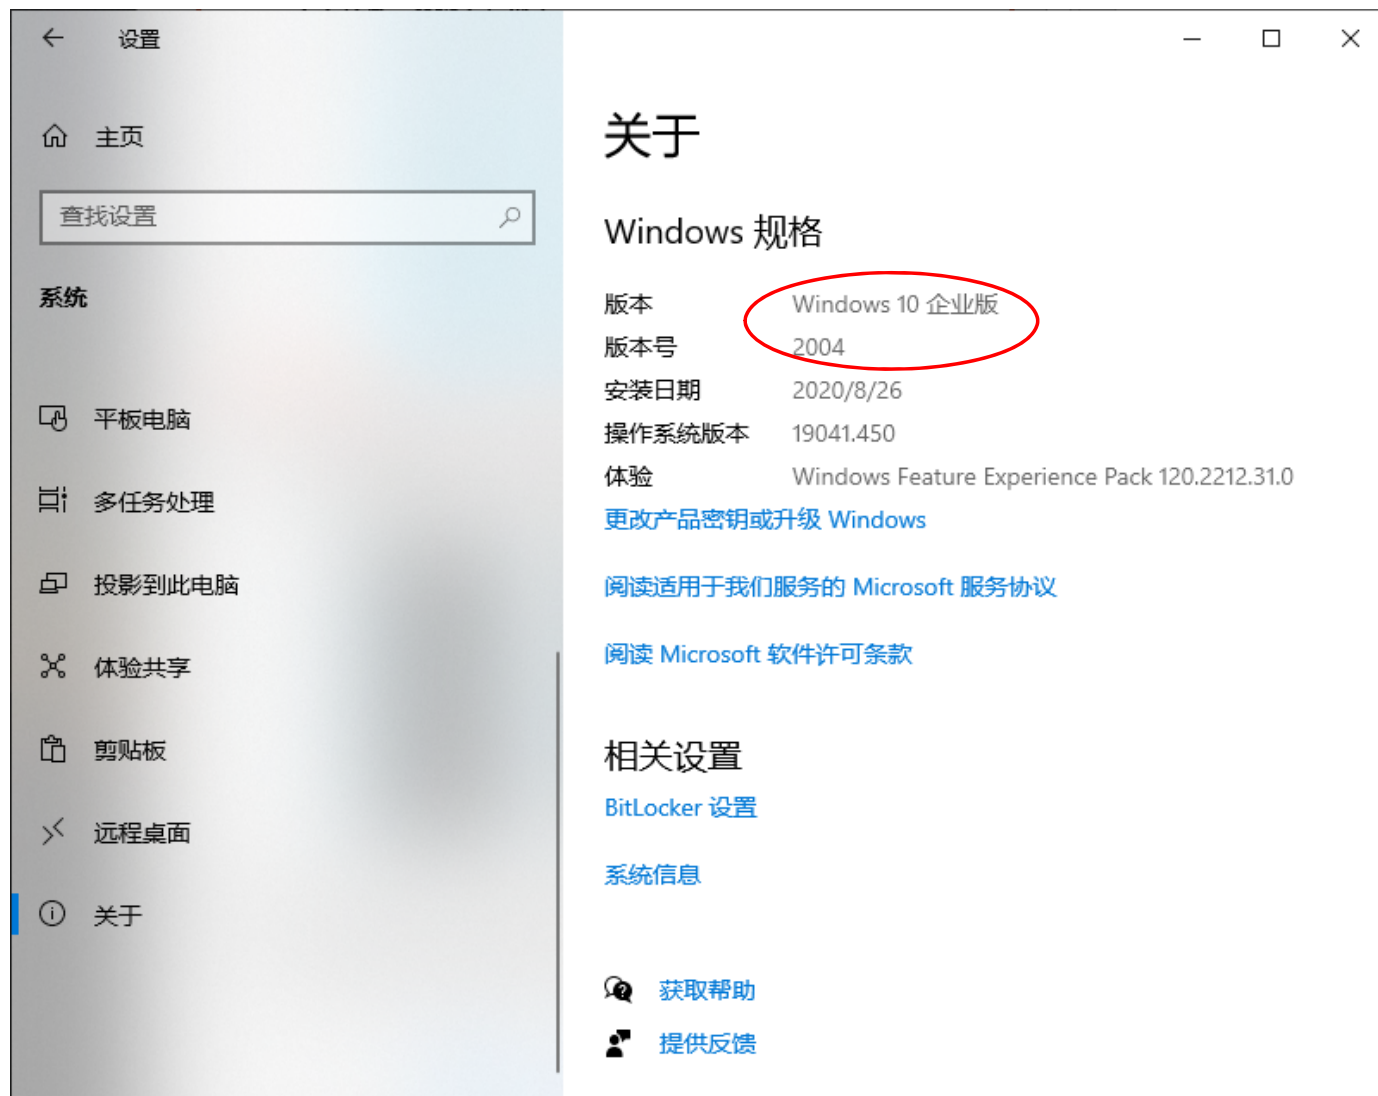 设置
主页
查找设置
系统
平板电脑
多任务处理
投影到此电脑
体验共享
剪贴板
远程桌面
关于
关于
Windows 规格
版本 Windows 10 企业版
版本号 2004
安装日期 2020/8/26
操作系统版本 19041.450
体验 Windows Feature Experience Pack 120.2212.31.0
更改产品密钥或升级 Windows
阅读适用于我们服务的 Microsoft 服务协议
阅读 Microsoft 软件许可条款
相关设置
BitLocker 设置
系统信息
获取帮助
提供反馈